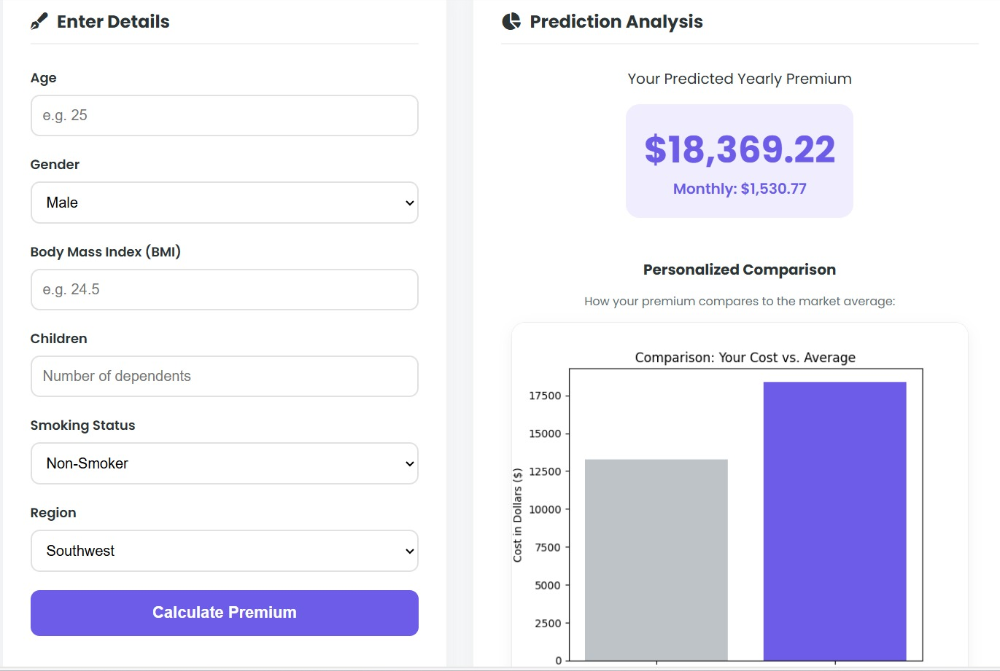 Enter Details
Age
e.g. 25
Gender
Male
Body Mass Index (BMI)
e.g. 24.5
Children
Number of dependents
Smoking Status
Non-Smoker
Region
Southwest
Calculate Premium
Prediction Analysis
Your Predicted Yearly Premium
$18,369.22
Monthly: $1,530.77
Personalized Comparison
How your premium compares to the market average:
Comparison: Your Cost vs. Average
Cost in Dollars ($)
17500
15000
12500
10000
7500
5000
2500
0